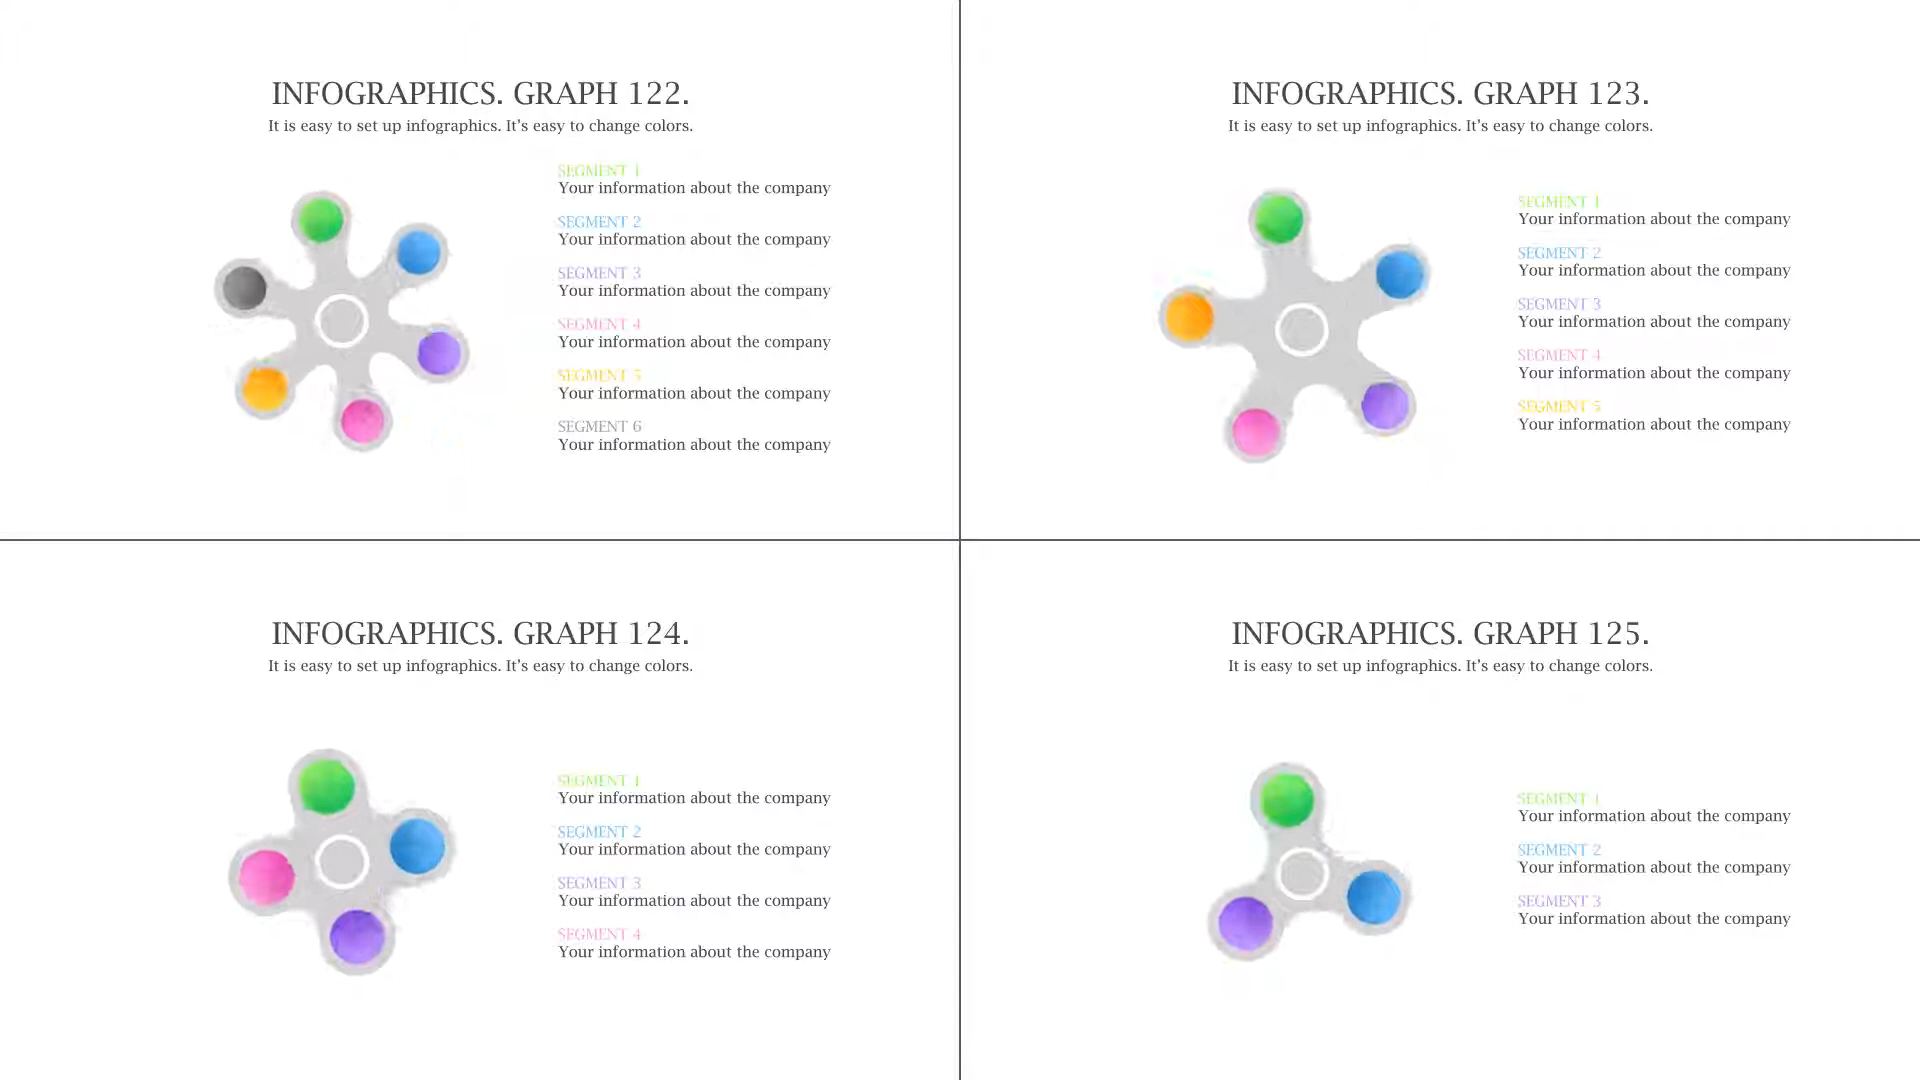 INFOGRAPHICS. GRAPH 122.
It is easy to set up infographics. It's easy to change colors.
SEGMENT 1
Your information about the company
SEGMENT 2
Your information about the company
SEGMENT 3
Your information about the company
SEGMENT 4
Your information about the company
SEGMENT 5
Your information about the company
SEGMENT 6
Your information about the company
INFOGRAPHICS. GRAPH 123.
It is easy to set up infographics. It's easy to change colors.
SEGMENT 1
Your information about the company
SEGMENT 2
Your information about the company
SEGMENT 3
Your information about the company
SEGMENT 4
Your information about the company
SEGMENT 5
Your information about the company
INFOGRAPHICS. GRAPH 124.
It is easy to set up infographics. It's easy to change colors.
SEGMENT 1
Your information about the company
SEGMENT 2
Your information about the company
SEGMENT 3
Your information about the company
SEGMENT 4
Your information about the company
INFOGRAPHICS. GRAPH 125.
It is easy to set up infographics. It's easy to change colors.
SEGMENT 1
Your information about the company
SEGMENT 2
Your information about the company
SEGMENT 3
Your information about the company